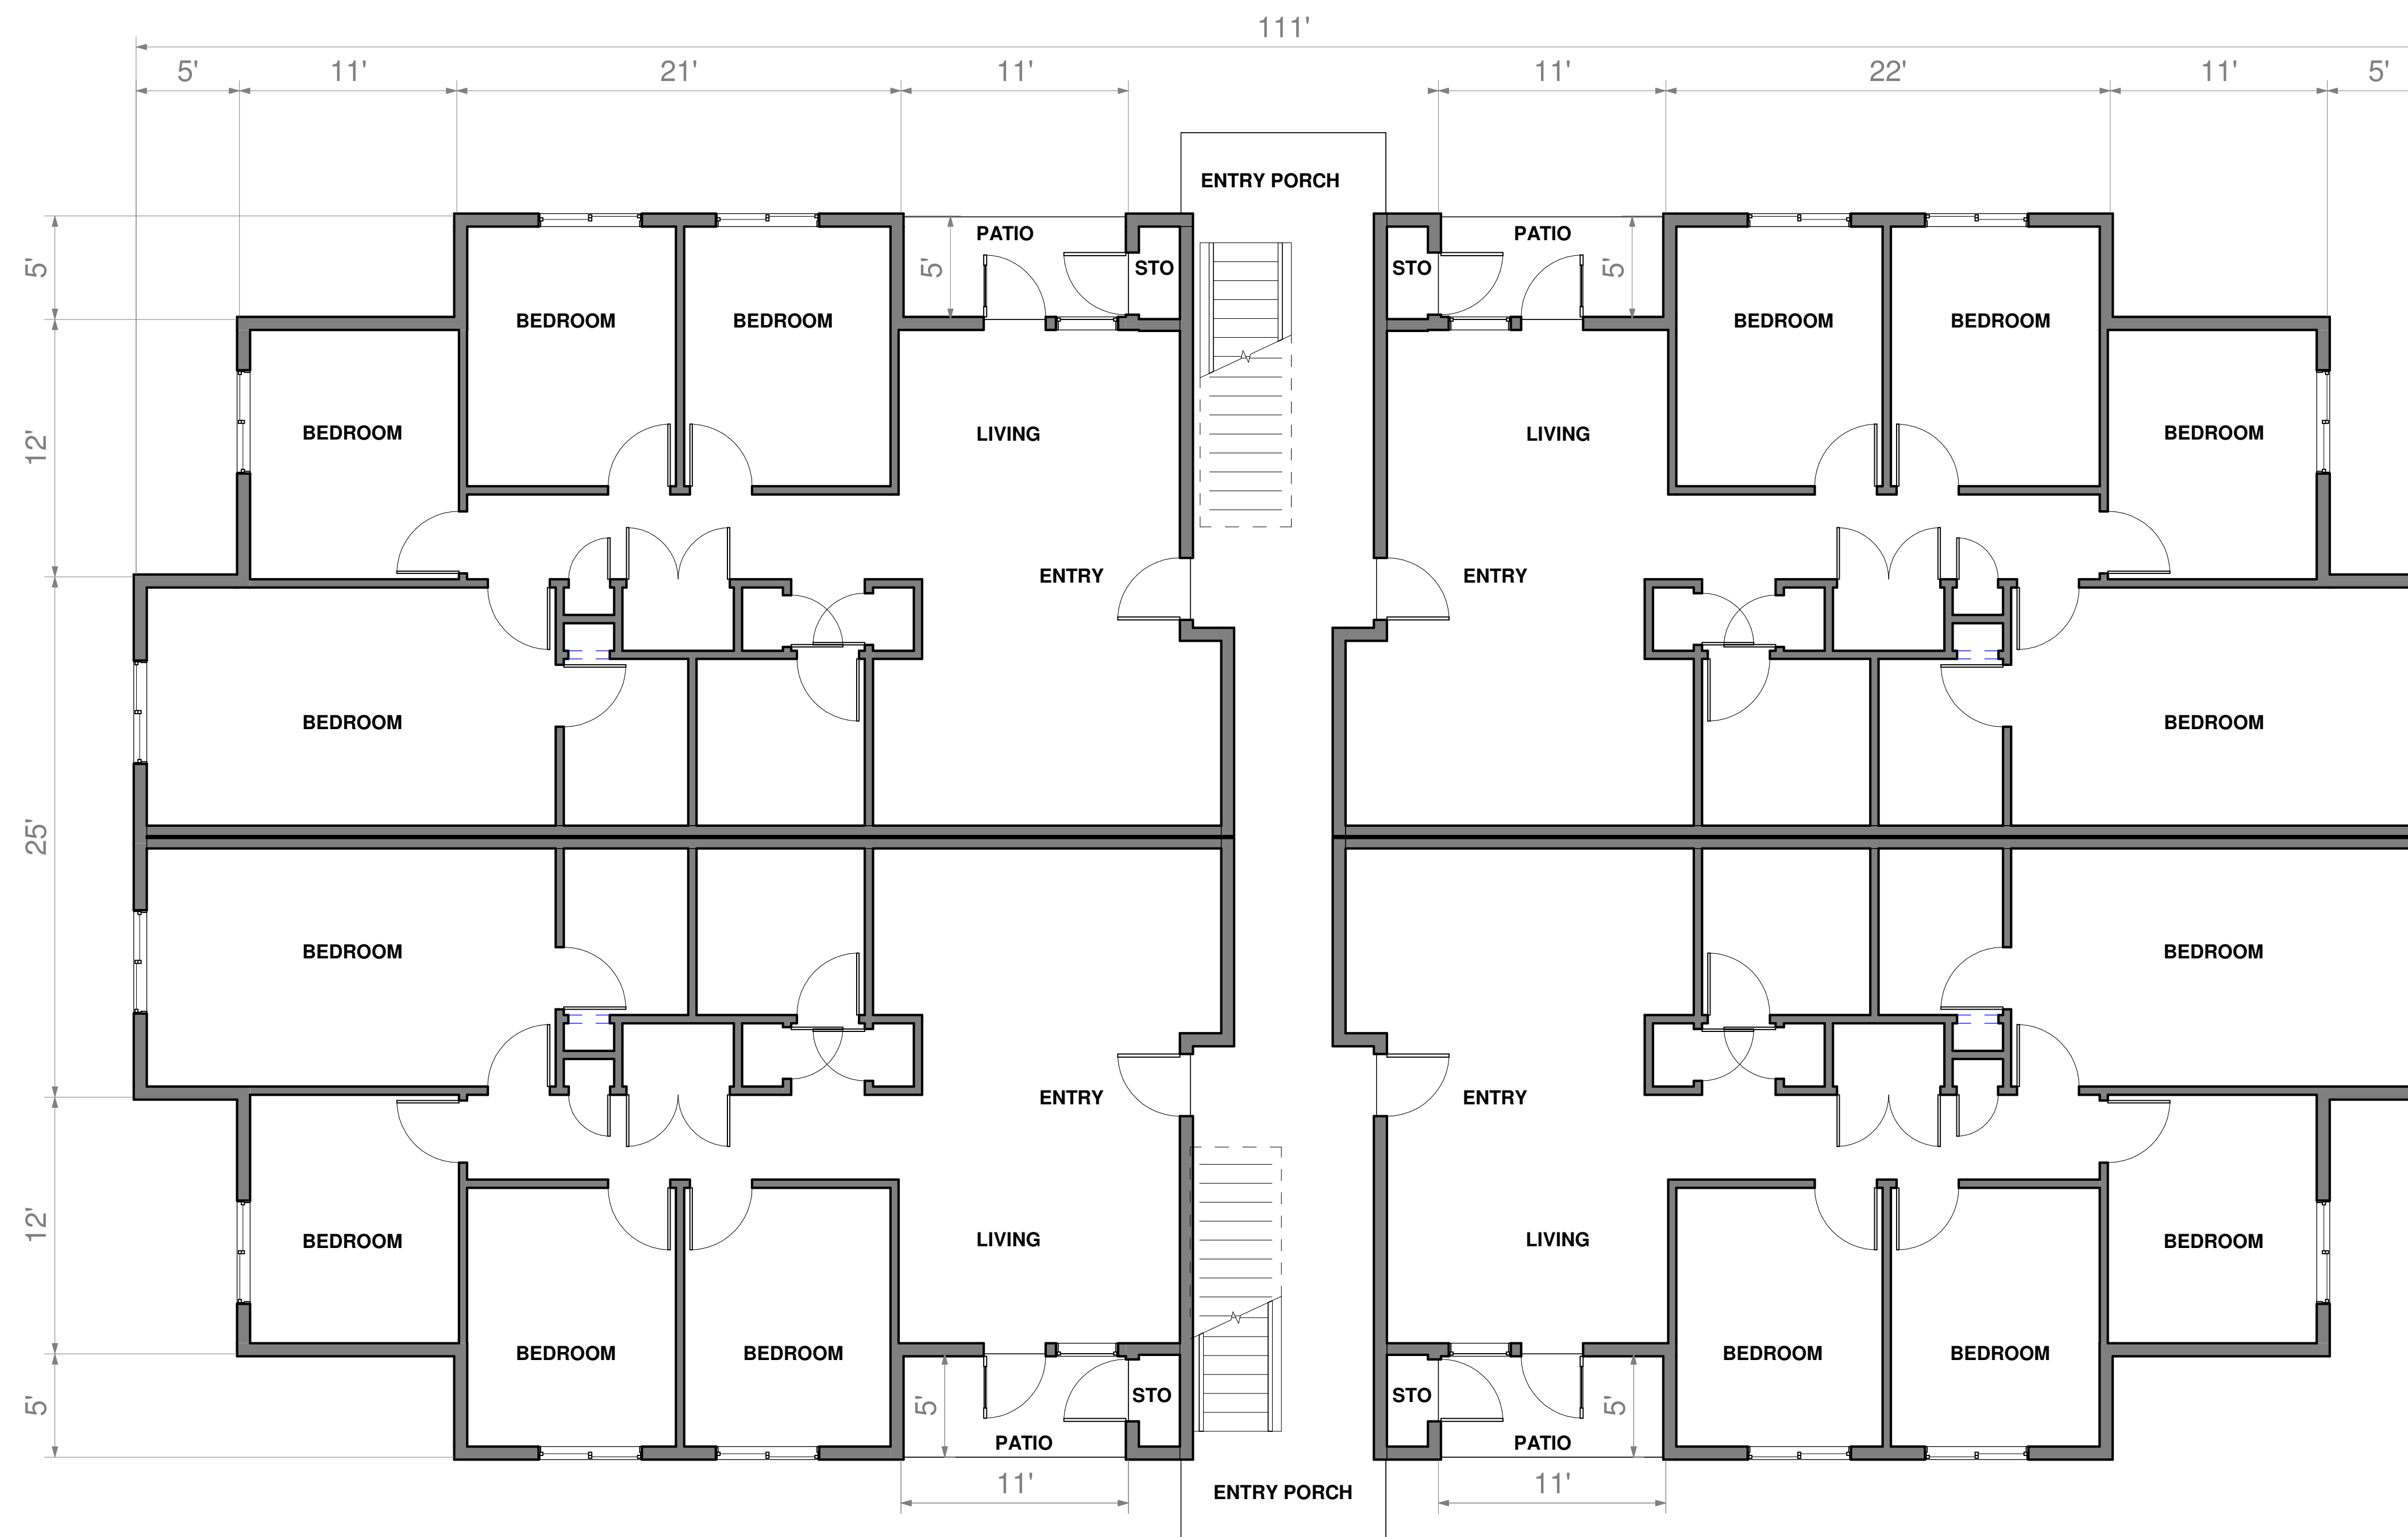 111'
5' 11' 21' 11' 11' 22' 11' 5'
ENTRY PORCH
PATIO PATIO
5' 5' STO STO 5'
BEDROOM BEDROOM BEDROOM BEDROOM
12' BEDROOM LIVING LIVING BEDROOM
ENTRY ENTRY
BEDROOM BEDROOM
25'
BEDROOM BEDROOM
ENTRY ENTRY
12' BEDROOM LIVING LIVING BEDROOM
BEDROOM BEDROOM BEDROOM BEDROOM
5' 5' STO STO 5'
PATIO PATIO
11' ENTRY PORCH 11'